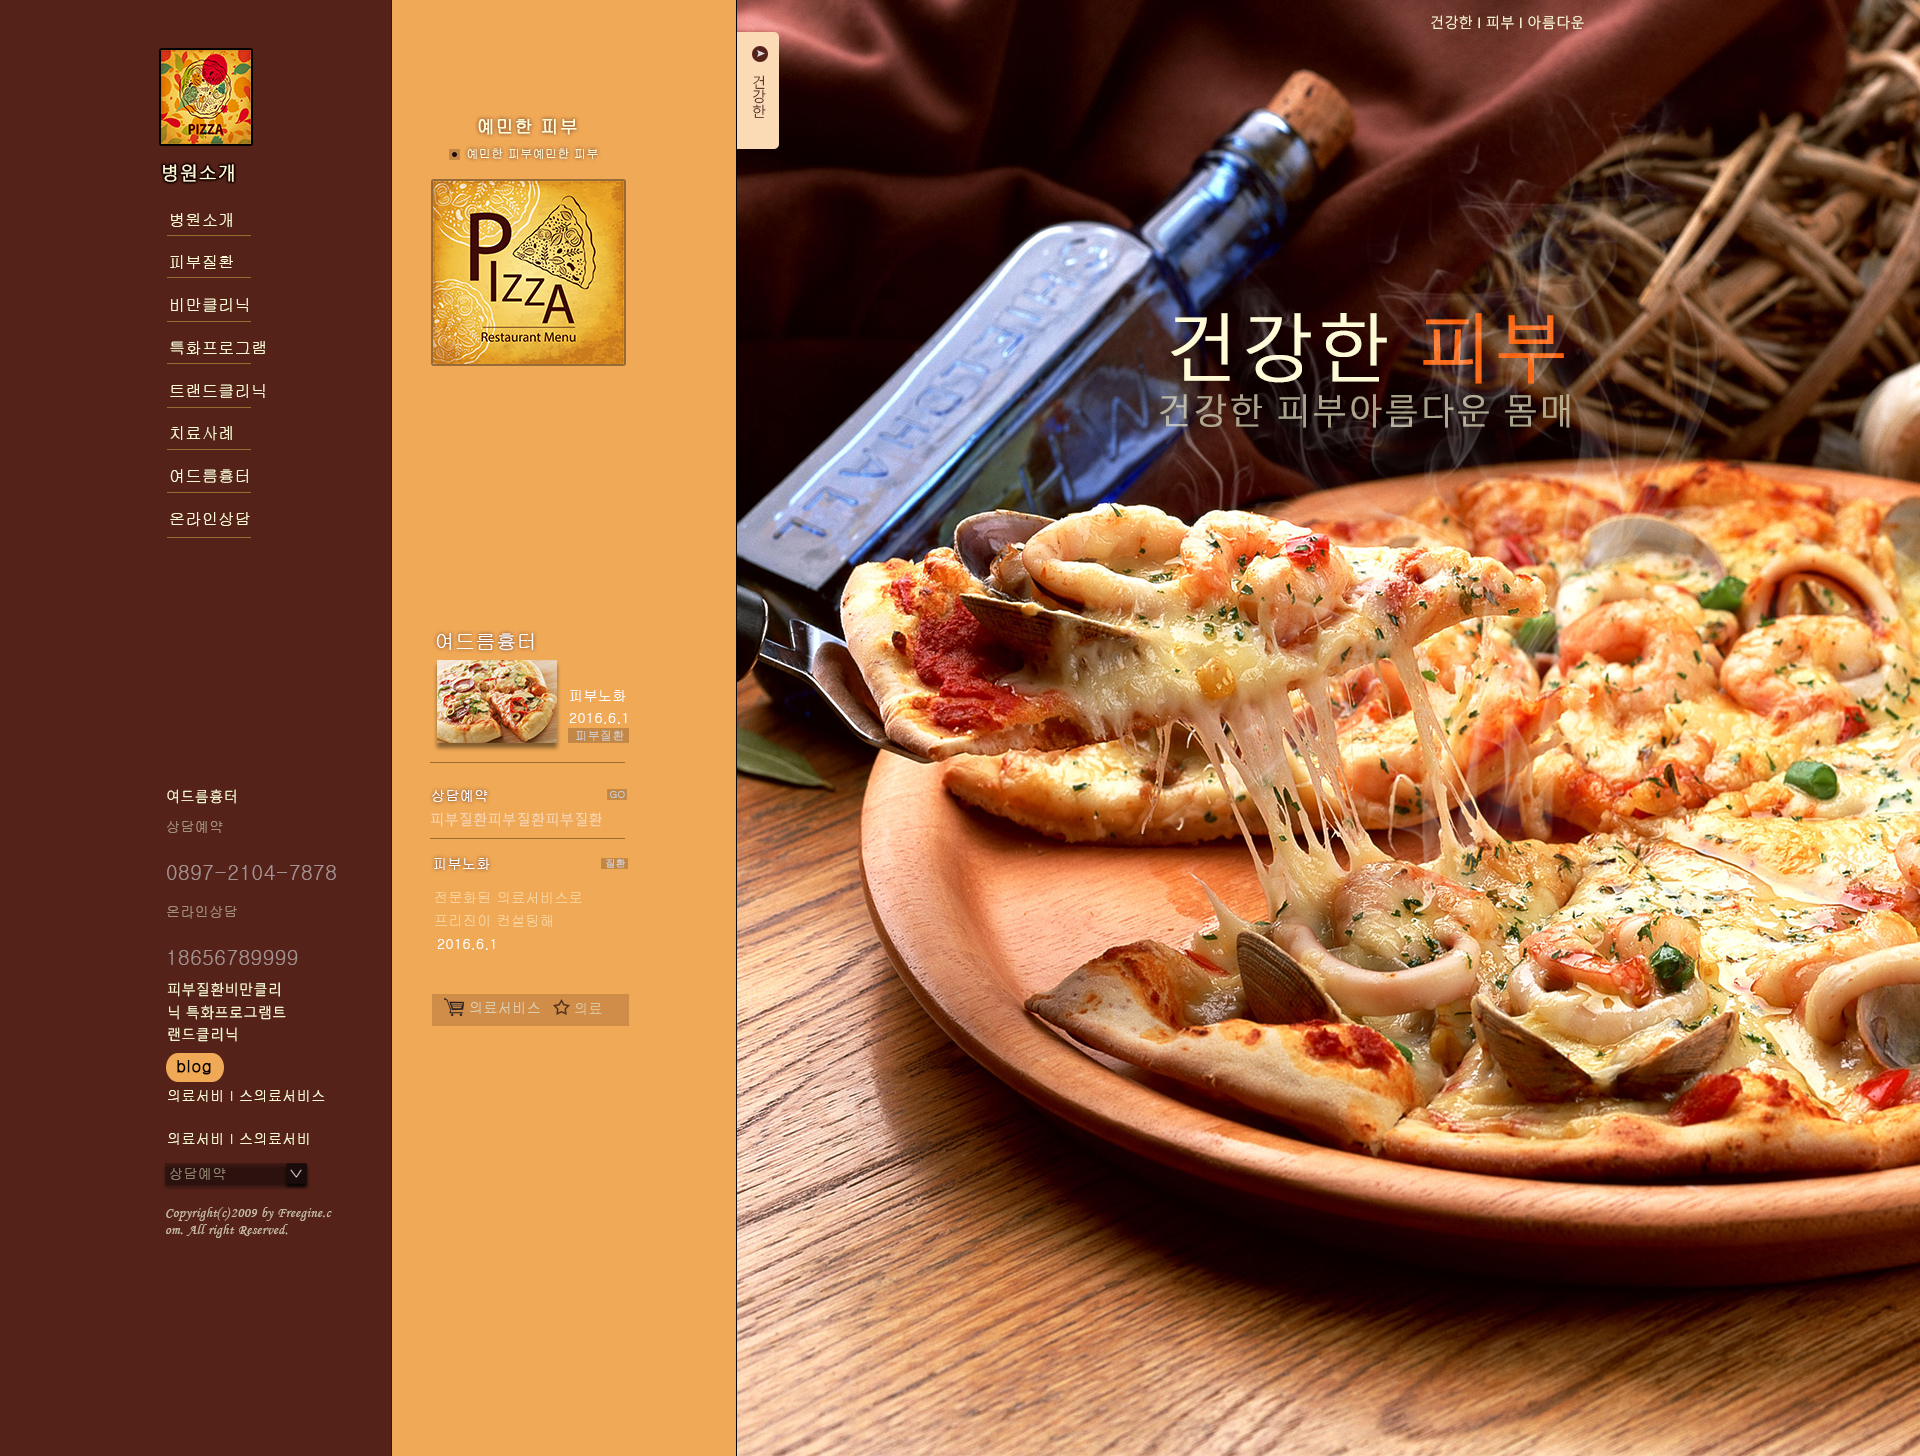 PIZZA
병원소개
병원소개
피부질환
비만클리닉
특화프로그램
트랜드클리닉
치료사례
여드름흉터
온라인상담
여드름흉터
상담예약
0897-2104-7878
온라인상담
18656789999
피부질환비만클리
닉 특화프로그램트
랜드클리닉
blog
의료서비 | 스의료서비스
의료서비 | 스의료서비
상담예약
Copyright(c)2009 by Freegine.c
om. All right Reserved.
예민한 피부
예민한 피부예민한 피부
PIZZA
Restaurant Menu
여드름흉터
피부노화
2016.6.1
피부질환
상담예약
GO
피부질환피부질환피부질환
피부노화
질환
전문화된 의료서비스로
프리진이 컨설팅해
2016.6.1
의료서비스
의료
건강한
건강한 | 피부 | 아름다운
건강한 피부
건강한 피부아름다운 몸매